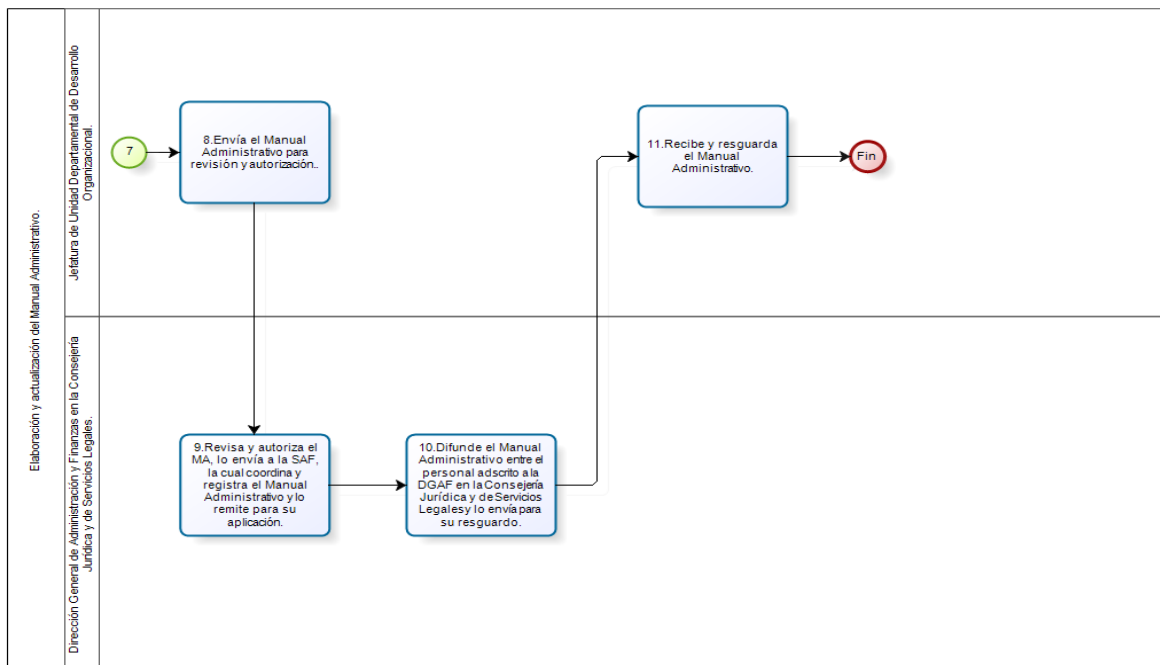 Elaboración y actualización del Manual Administrativo.
Jefatura de Unidad Departamental de Desarrollo
Organizacional.
7
8.Envía el Manual
Administrativo para
revisión y autorización..
11.Recibe y resguarda
el Manual
Administrativo.
Fin
Dirección General de Administración y Finanzas en la Consejería
Jurídica y de Servicios Legales.
9.Revisa y autoriza el
MA, lo envía a la SAF,
la cual coordina y
registra el Manual
Administrativo y lo
remite para su
aplicación.
10.Difunde el Manual
Administrativo entre el
personal adscrito a la
DGAF en la Consejería
Jurídica y de Servicios
Legalesy lo envía para
su resguardo.